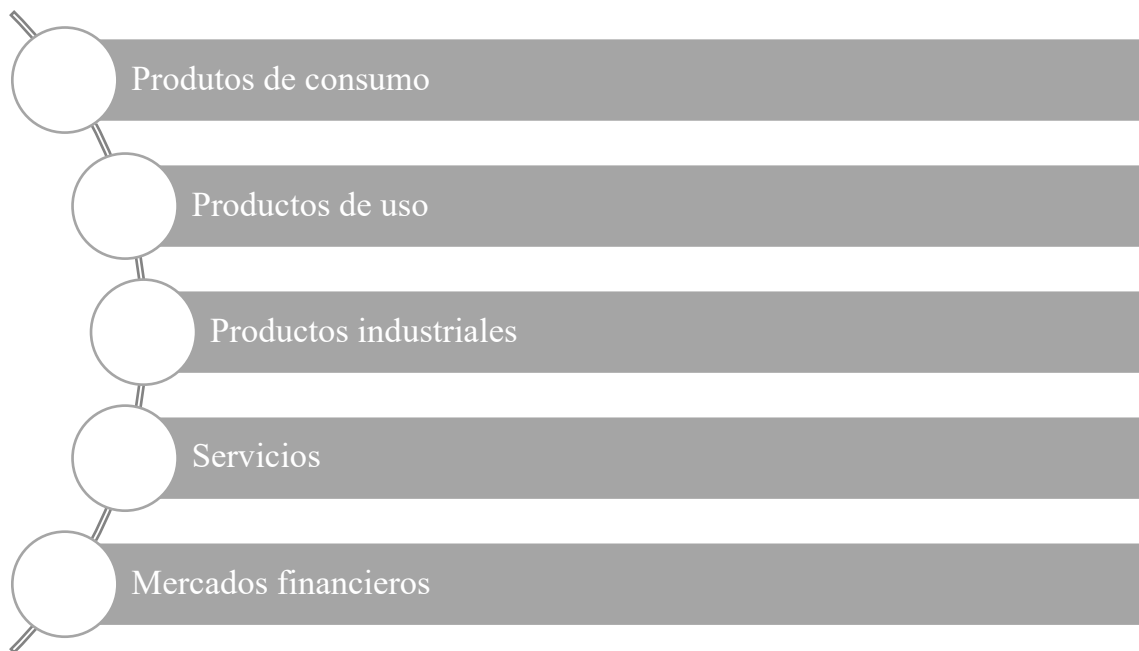 Produtos de consumo
Productos de uso
Productos industriales
Servicios
Mercados financieros